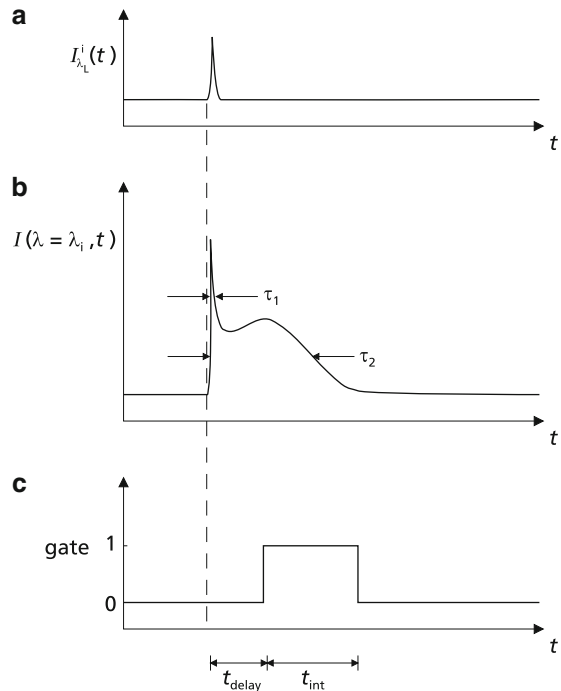 a
I^i_{λ_L}(t)
t
b
I(λ = λ_i ,t)
τ_1
τ_2
t
c
gate 1
0
t
t_delay t_int